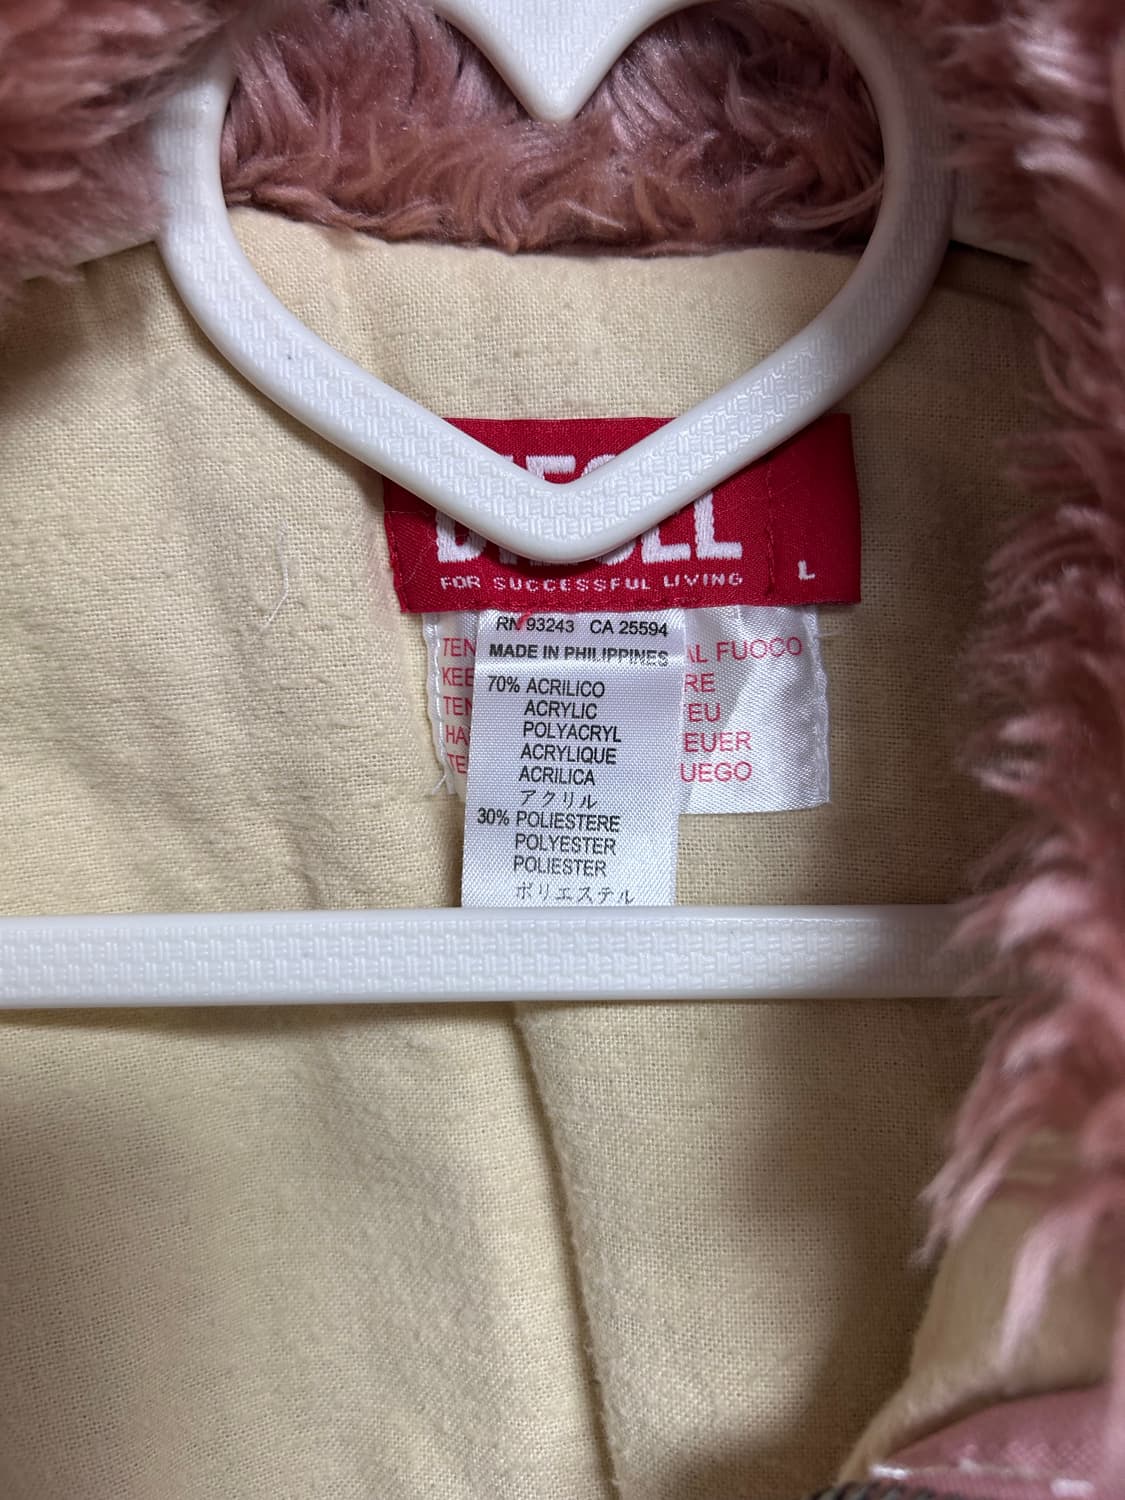 DIESEL
FOR SUCCESSFUL LIVING
L
RN 93243 CA 25594
MADE IN PHILIPPINES
70% ACRILICO
ACRYLIC
POLYACRYL
ACRYLIQUE
ACRILICA
アクリル
30% POLIESTERE
POLYESTER
POLIESTER
ポリエステル
FUOCO